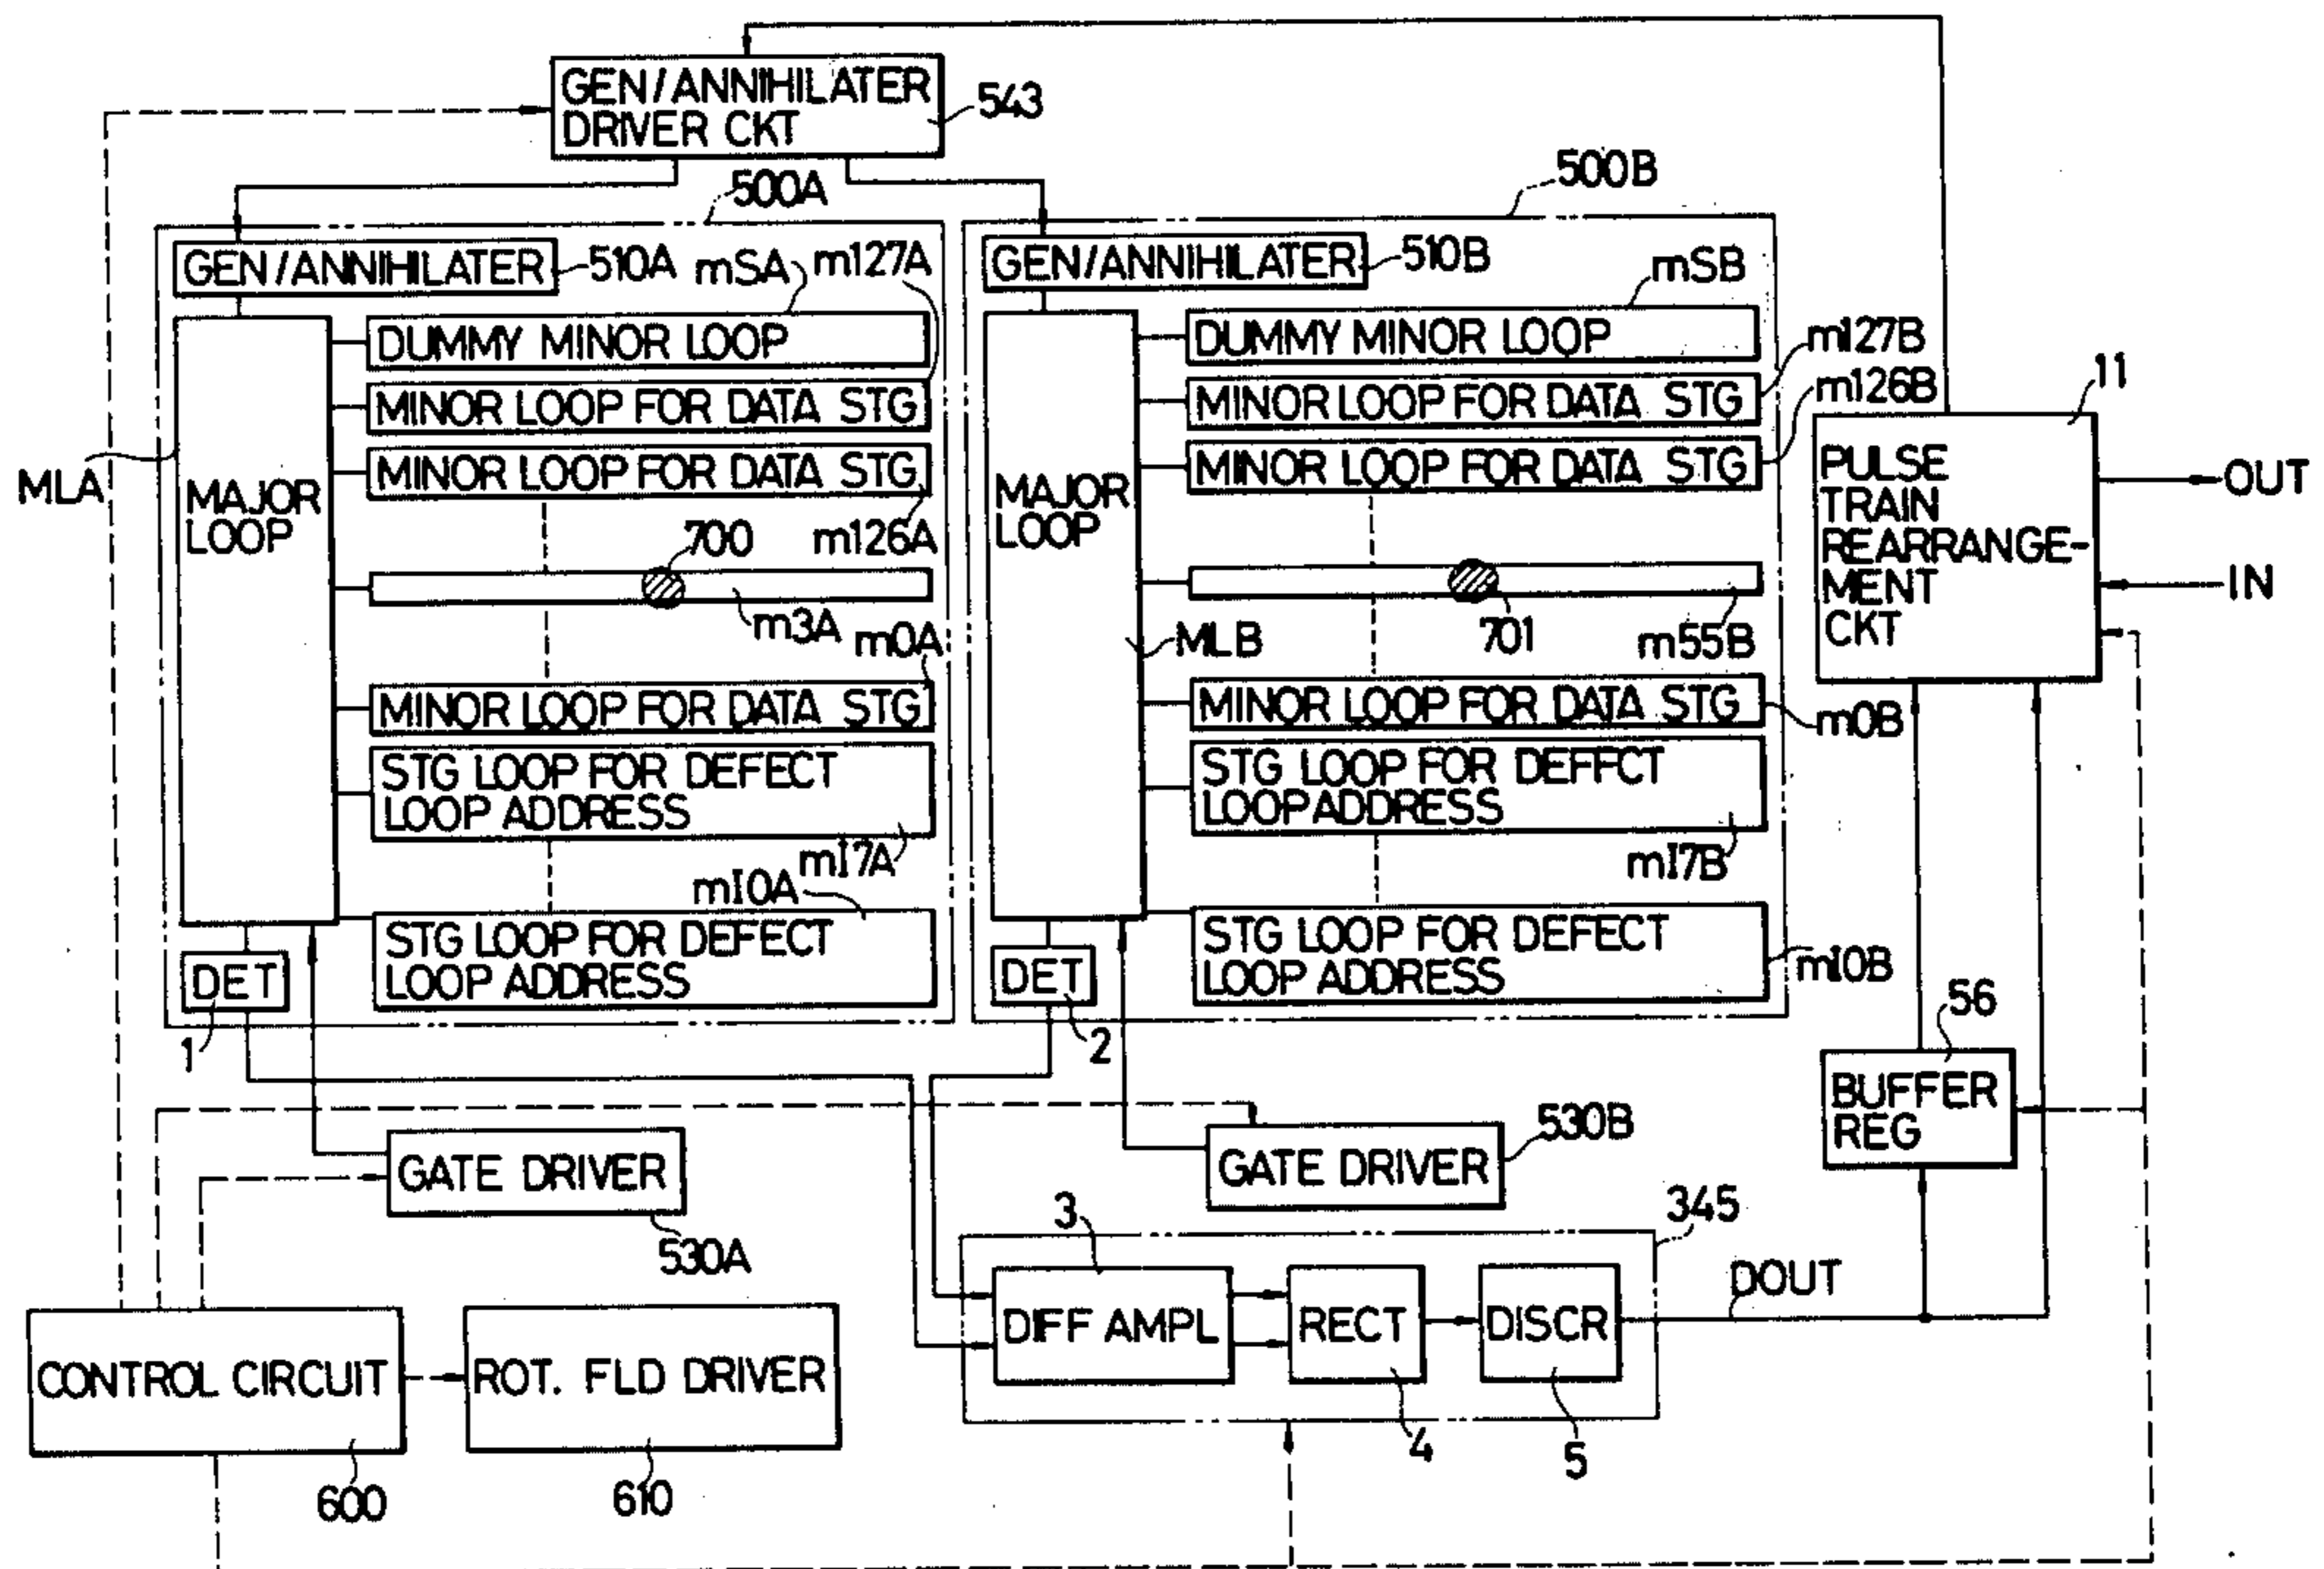 GEN/ANNIHILATER
DRIVER CKT
543
500A
500B
GEN/ANNIHILATER
510A
mSA
m127A
GEN/ANNIHILATER
510B
mSB
DUMMY MINOR LOOP
DUMMY MINOR LOOP
m127B
MINOR LOOP FOR DATA STG
MINOR LOOP FOR DATA STG
m126B
11
MLA
MAJOR
LOOP
MINOR LOOP FOR DATA STG
m126A
MAJOR
LOOP
MINOR LOOP FOR DATA STG
PULSE
TRAIN
REARRANGE-
MENT
CKT
OUT
IN
700
m3A
m0A
MLB
701
m55B
MINOR LOOP FOR DATA STG
MINOR LOOP FOR DATA STG
m0B
STG LOOP FOR DEFECT
LOOP ADDRESS
mI7A
STG LOOP FOR DEFFCT
LOOP ADDRESS
mI7B
mI0A
STG LOOP FOR DEFECT
LOOP ADDRESS
STG LOOP FOR DEFECT
LOOP ADDRESS
mI0B
DET
1
DET
2
56
BUFFER
REG
GATE DRIVER
530A
GATE DRIVER
530B
345
3
DIFF AMPL
RECT
4
DISCR
5
DOUT
CONTROL CIRCUIT
600
ROT. FLD DRIVER
610